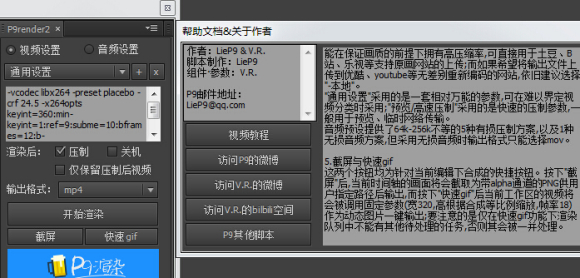 P9render2
视频设置
音频设置
通用设置
+
x
-vcodec libx264 -preset placebo -
crf 24.5 -x264opts
keyint=360:min-
keyint=1:ref=9:subme=10:bfram
es=12:b-
渲染后:
压制
关机
仅保留压制后视频
输出格式:
mp4
开始渲染
截屏
快速gif
P9渲染
帮助文档&关于作者
作者: LieP9 & V.R.
脚本制作: LieP9
组件·参数: V.R.
P9邮件地址:
LieP9@qq.com
视频教程
访问P9的微博
访问V.R.的微博
访问V.R.的bilbili空间
P9其他脚本
能在保证画质的前提下拥有高压缩率,可直接用于土豆、B
站、乐视等支持原画网站的上传;而如果希望将输出文件上
传到优酷、youtube等无差别重新编码的网站,依旧建议选择
"-本地"。
"通用设置"采用的是一套相对万能的参数,可在难以界定视
频分类时采用;"预览/高速压制"采用的是快速的压制参数,一
般用于预览、临时网络传输。
音频预设提供了64k-256k不等的5种有损压制方案,以及1种
无损音频方案,但采用无损音频时输出格式只能选择mov。
5.截屏与快速gif
这两个按钮均为针对当前编辑下合成的快捷按钮。按下"截
屏"后,当前时间轴的画面将会截取为带alpha通道的PNG供用
户指定路径后输出,而按下"快速gif"后当前工作区的视频将
会被调用固定参数(宽320,高根据合成等比例缩放,帧率18)
作为动态图片一键输出;要注意的是仅在快速gif功能下:渲染
队列中不能有其他待处理的任务,否则其会被一并处理。